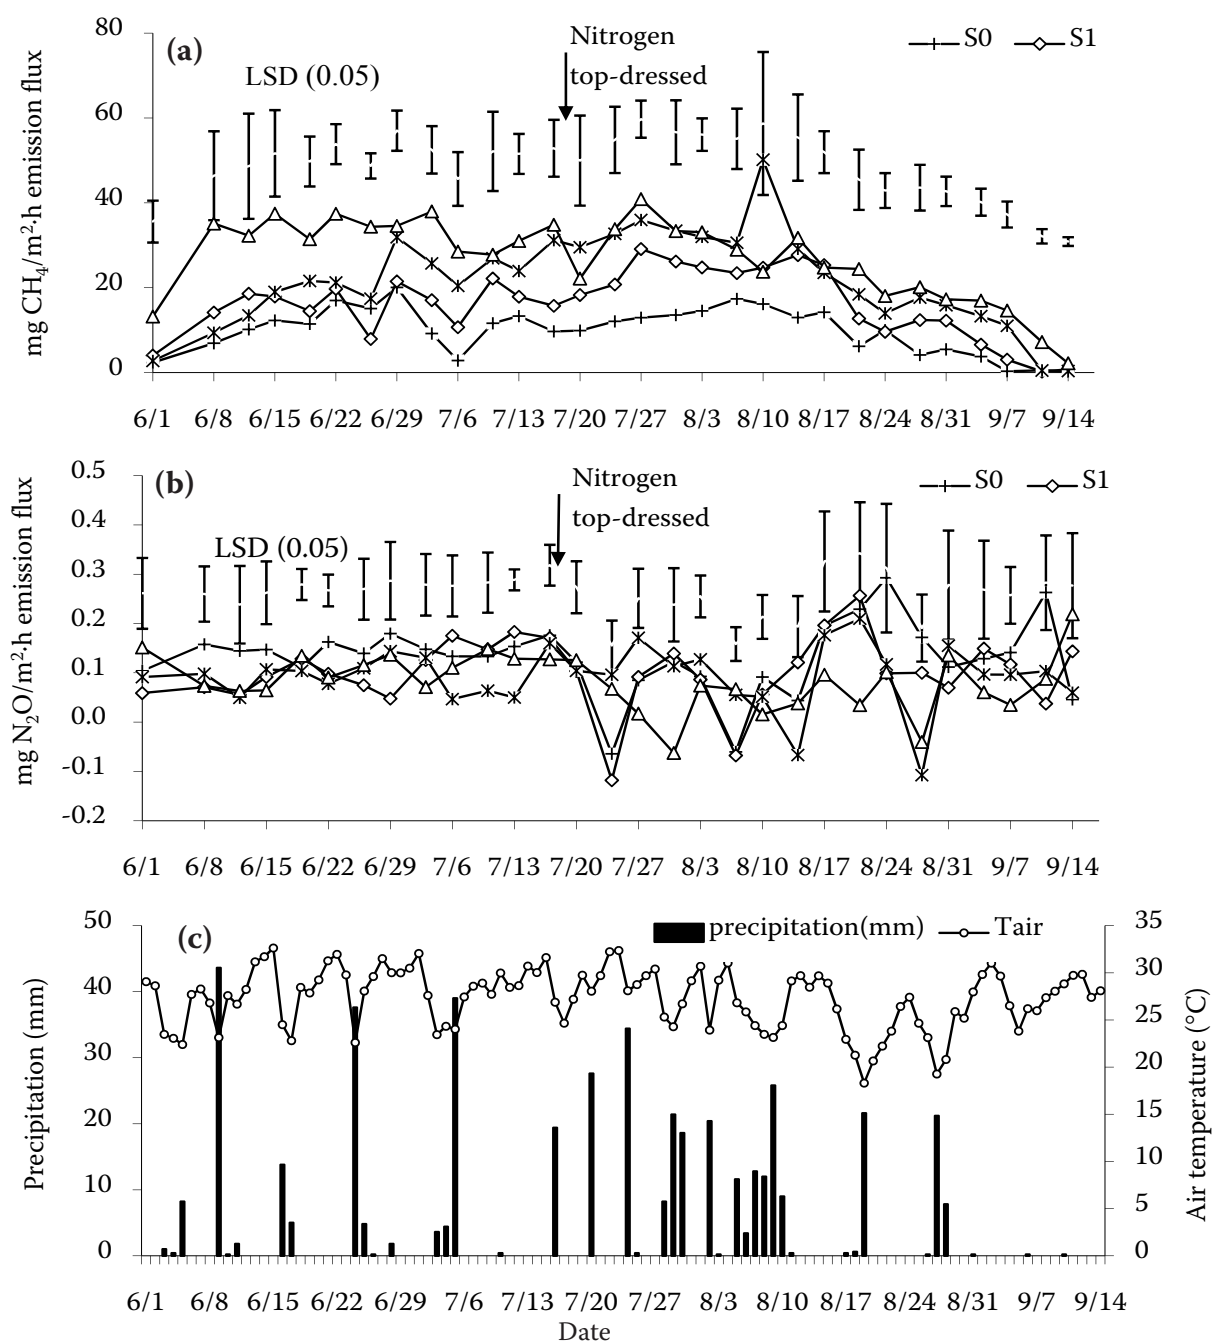 (a)
LSD (0.05)
Nitrogen
top-dressed
S0 S1
mg CH₄/m²·h emission flux
80
60
40
20
0
6/1 6/8 6/15 6/22 6/29 7/6 7/13 7/20 7/27 8/3 8/10 8/17 8/24 8/31 9/7 9/14
(b)
LSD (0.05)
Nitrogen
top-dressed
S0 S1
mg N₂O/m²·h emission flux
0.5
0.4
0.3
0.2
0.1
0.0
-0.1
-0.2
6/1 6/8 6/15 6/22 6/29 7/6 7/13 7/20 7/27 8/3 8/10 8/17 8/24 8/31 9/7 9/14
(c)
precipitation(mm) Tair
Precipitation (mm)
50
40
30
20
10
0
35
30
25
20
15
10
5
0
Air temperature (°C)
6/1 6/8 6/15 6/22 6/29 7/6 7/13 7/20 7/27 8/3 8/10 8/17 8/24 8/31 9/7 9/14
Date